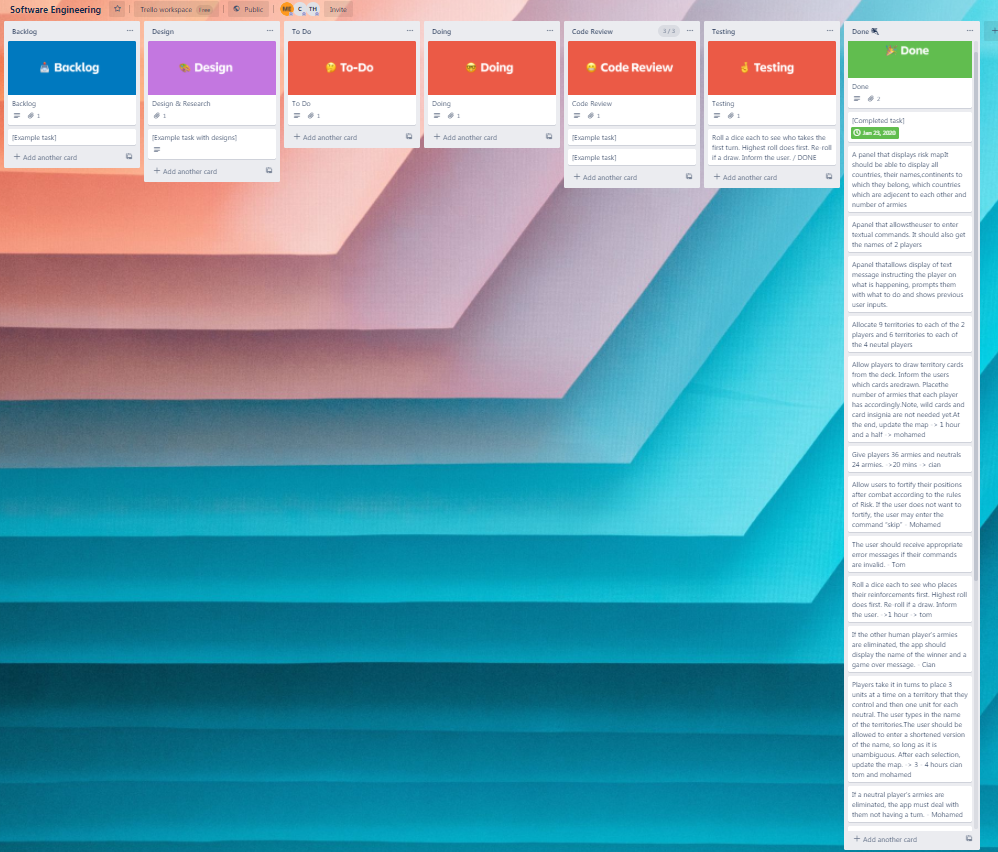 Software Engineering
Trello workspace Free
Public
ME C TH
Invite
Backlog
Backlog
Backlog
1
[Example task]
+ Add another card
Design
Design
Design & Research
1
[Example task with designs]
+ Add another card
To Do
To-Do
To Do
1
+ Add another card
Doing
Doing
Doing
1
+ Add another card
Code Review 3 / 3
Code Review
Code Review
1
[Example task]
[Example task]
+ Add another card
Testing
Testing
Testing
1
Roll a dice each to see who takes the
first turn. Highest roll does first. Re-roll
if a draw. Inform the user. / DONE
+ Add another card
Done
Done
Done
2
[Completed task]
Jan 23, 2020
A panel that displays risk mapIt
should be able to display all
countries, their names,continents to
which they belong, which countries
which are adjecent to each other and
number of armies
Apanel that allowstheuser to enter
textual commands. It should also get
the names of 2 players
Apanel thatallows display of text
message instructing the player on
what is happening, prompts them
with what to do and shows previous
user inputs.
Allocate 9 territories to each of the 2
players and 6 territories to each of
the 4 neutal players
Allow players to draw territory cards
from the deck. Inform the users
which cards aredrawn. Placethe
number of armies that each player
has accordingly.Note, wild cards and
card insignia are not needed yet.At
the end, update the map -> 1 hour
and a half -> mohamed
Give players 36 armies and neutrals
24 armies. ->20 mins -> cian
Allow users to fortify their positions
after combat according to the rules
of Risk. If the user does not want to
fortify, the user may enter the
command "skip" - Mohamed
The user should receive appropriate
error messages if their commands
are invalid. - Tom
Roll a dice each to see who places
their reinforcements first. Highest roll
does first. Re-roll if a draw. Inform
the user. ->1 hour -> tom
If the other human player's armies
are eliminated, the app should
display the name of the winner and a
game over message. - Cian
Players take it in turns to place 3
units at a time on a territory that they
control and then one unit for each
neutral. The user types in the name
of the territories.The user should be
allowed to enter a shortened version
of the name, so long as it is
unambiguous. After each selection,
update the map. -> 3 - 4 hours cian
tom and mohamed
If a neutral player's armies are
eliminated, the app must deal with
them not having a turn. - Mohamed
+ Add another card